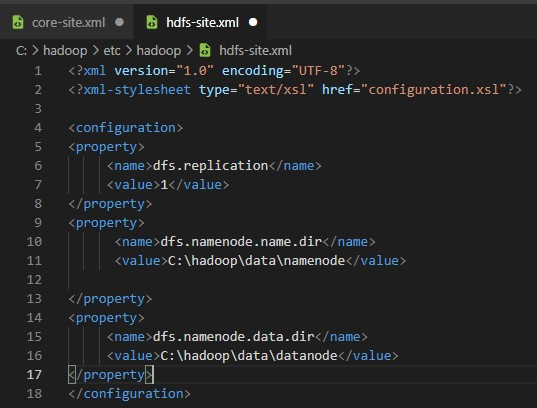 core-site.xml hdfs-site.xml
C: > hadoop > etc > hadoop > hdfs-site.xml
1 <?xml version="1.0" encoding="UTF-8"?>
2 <?xml-stylesheet type="text/xsl" href="configuration.xsl"?>
3
4 <configuration>
5 <property>
6 <name>dfs.replication</name>
7 <value>1</value>
8 </property>
9 <property>
10 <name>dfs.namenode.name.dir</name>
11 <value>C:\hadoop\data\namenode</value>
12
13 </property>
14 <property>
15 <name>dfs.namenode.data.dir</name>
16 <value>C:\hadoop\data\datanode</value>
17 </property>
18 </configuration>